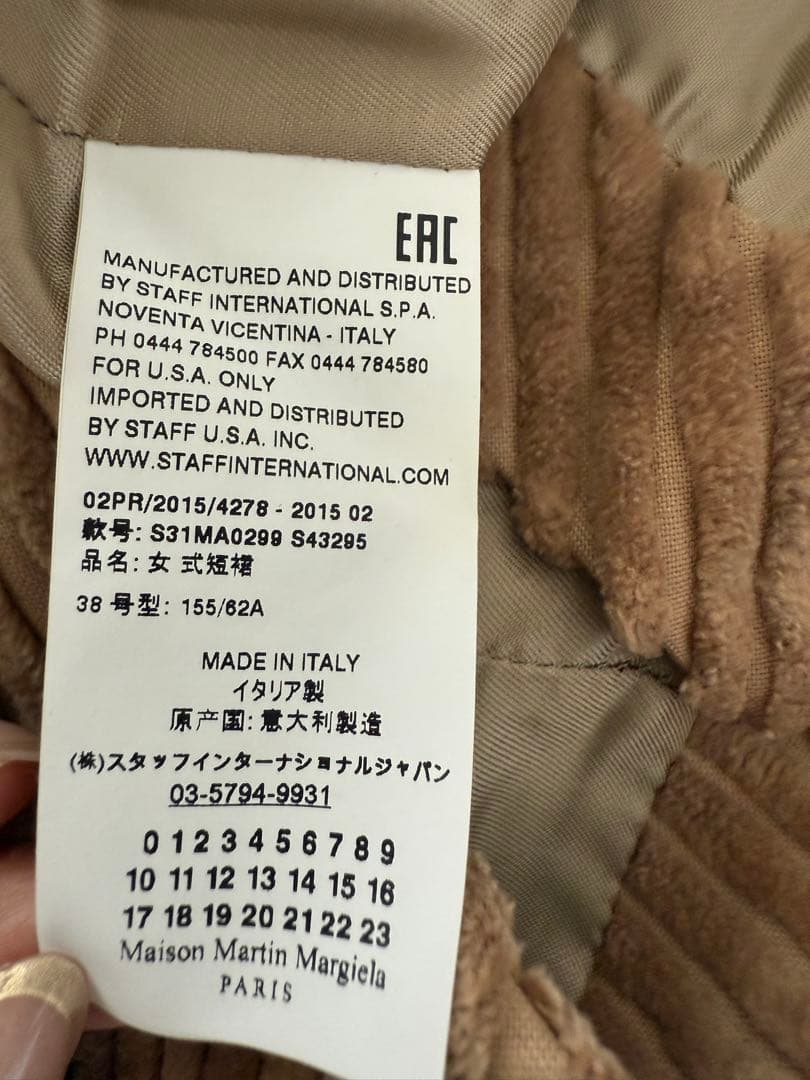 EAC
MANUFACTURED AND DISTRIBUTED
BY STAFF INTERNATIONAL S.P.A.
NOVENTA VICENTINA - ITALY
PH 0444 784500 FAX 0444 784580
FOR U.S.A. ONLY
IMPORTED AND DISTRIBUTED
BY STAFF U.S.A. INC.
WWW.STAFFINTERNATIONAL.COM
02PR/2015/4278 - 2015 02
款号: S31MA0299 S43295
品名: 女 式短裙
38 号型: 155/62A
MADE IN ITALY
イタリア製
原产国: 意大利製造
(株)スタッフインターナショナルジャパン
03-5794-9931
0 1 2 3 4 5 6 7 8 9
10 11 12 13 14 15 16
17 18 19 20 21 22 23
Maison Martin Margiela
PARIS